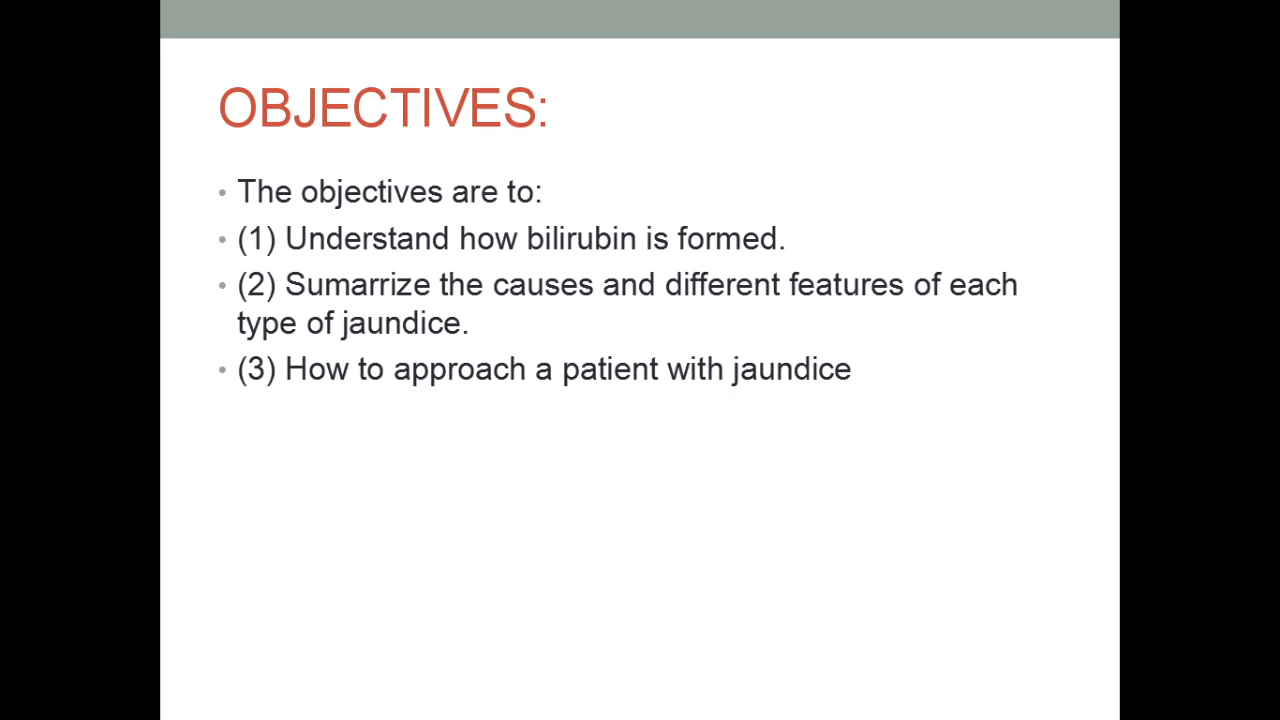 OBJECTIVES:
• The objectives are to:
• (1) Understand how bilirubin is formed.
• (2) Sumarrize the causes and different features of each
type of jaundice.
• (3) How to approach a patient with jaundice